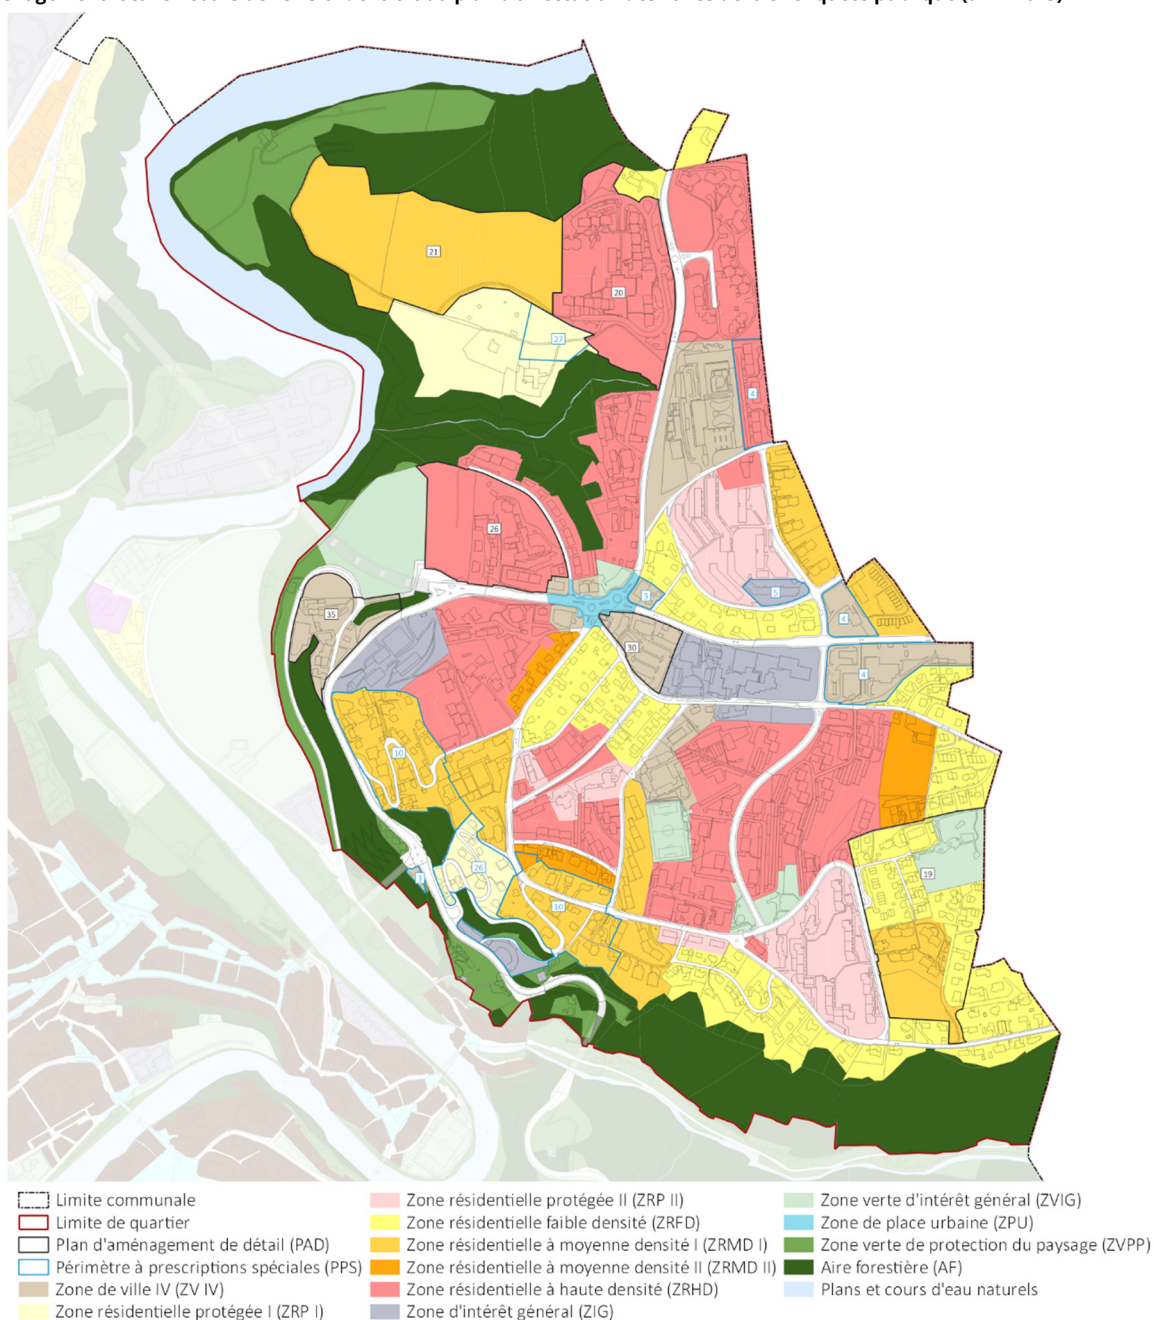 21
20
27
4
26
5
3
4
35
30
4
10
19
26
3
10
Limite communale
Limite de quartier
Plan d'aménagement de détail (PAD)
Périmètre à prescriptions spéciales (PPS)
Zone de ville IV (ZV IV)
Zone résidentielle protégée I (ZRP I)
Zone résidentielle protégée II (ZRP II)
Zone résidentielle faible densité (ZRFD)
Zone résidentielle à moyenne densité I (ZRMD I)
Zone résidentielle à moyenne densité II (ZRMD II)
Zone résidentielle à haute densité (ZRHD)
Zone d'intérêt général (ZIG)
Zone verte d'intérêt général (ZVIG)
Zone de place urbaine (ZPU)
Zone verte de protection du paysage (ZVPP)
Aire forestière (AF)
Plans et cours d'eau naturels